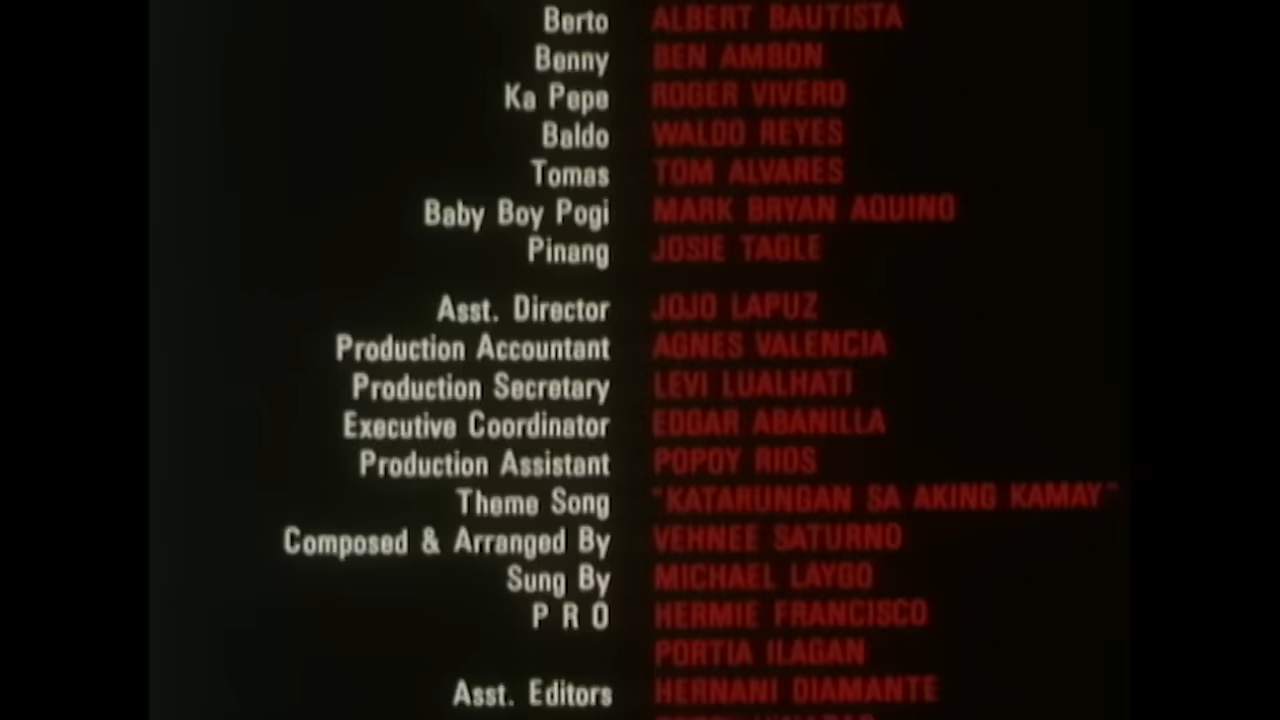 Berto ALBERT BAUTISTA
Benny BEN AMBON
Ka Pepe ROGER VIVERO
Baldo WALDO REYES
Tomas TOM ALVARES
Baby Boy Pogi MARK BRYAN AQUINO
Pinang JOSIE TAGLE
Asst. Director JOJO LAPUZ
Production Accountant AGNES VALENCIA
Production Secretary LEVI LUALHATI
Executive Coordinator EDGAR ABANILLA
Production Assistant POPOY RIOS
Theme Song "KATARUNGAN SA AKING KAMAY"
Composed & Arranged By VEHNEE SATURNO
Sung By MICHAEL LAYGO
P R O HERMIE FRANCISCO
PORTIA ILAGAN
Asst. Editors HERNANI DIAMANTE